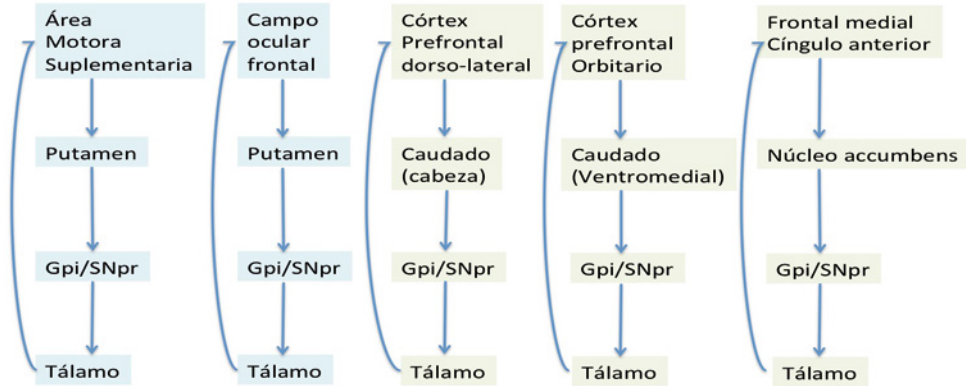 Área
Motora
Suplementaria
Putamen
Gpi/SNpr
Tálamo
Campo
ocular
frontal
Putamen
Gpi/SNpr
Tálamo
Córtex
Prefrontal
dorso-lateral
Caudado
(cabeza)
Gpi/SNpr
Tálamo
Córtex
prefrontal
Orbitario
Caudado
(Ventromedial)
Gpi/SNpr
Tálamo
Frontal medial
Cíngulo anterior
Núcleo accumbens
Gpi/SNpr
Tálamo